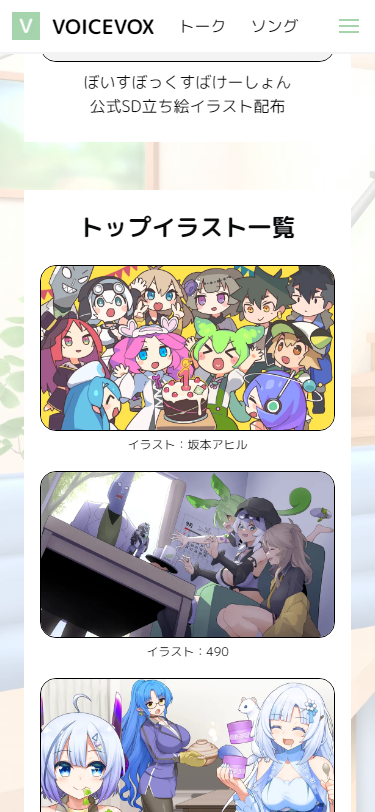 V VOICEVOX トーク ソング
ぼいすぼっくすばけーしょん
公式SD立ち絵イラスト配布
トップイラスト一覧
イラスト：坂本アヒル
イラスト：490